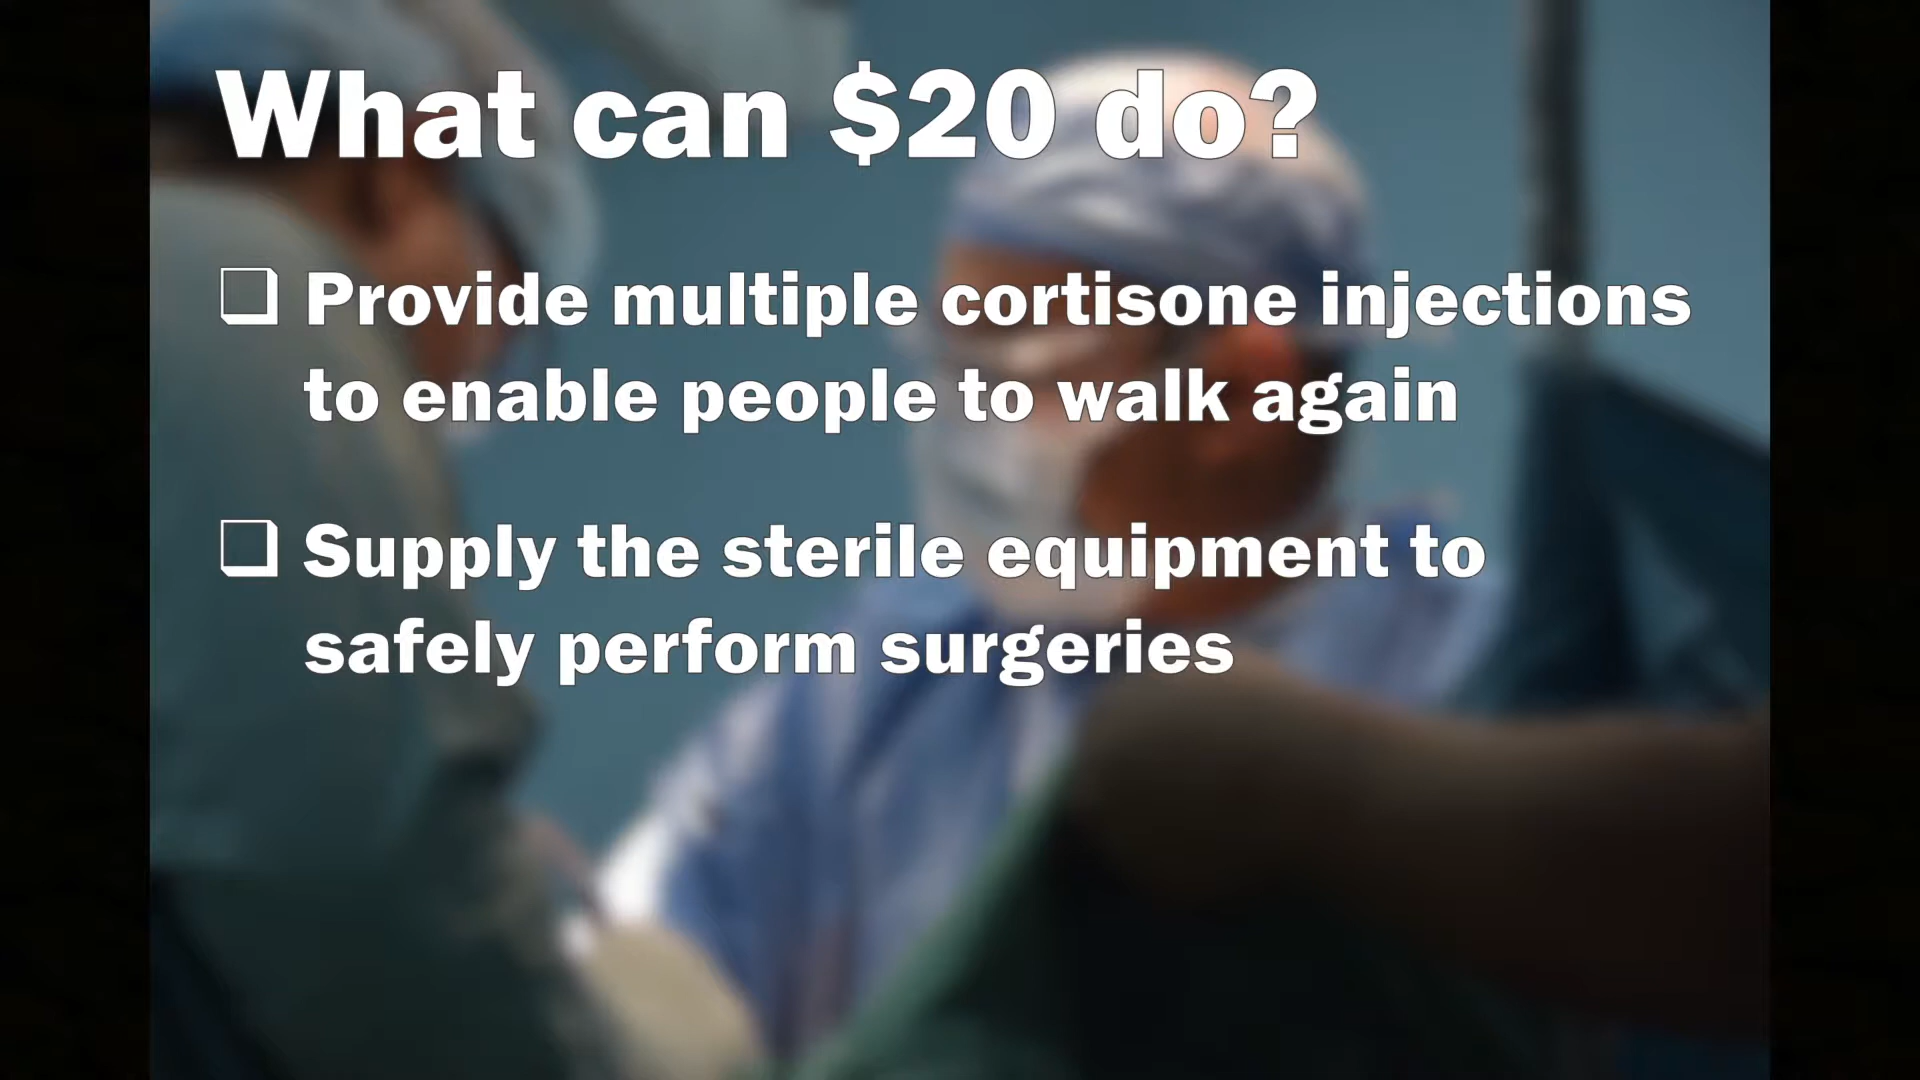 What can $20 do?
❑ Provide multiple cortisone injections
to enable people to walk again
❑ Supply the sterile equipment to
safely perform surgeries